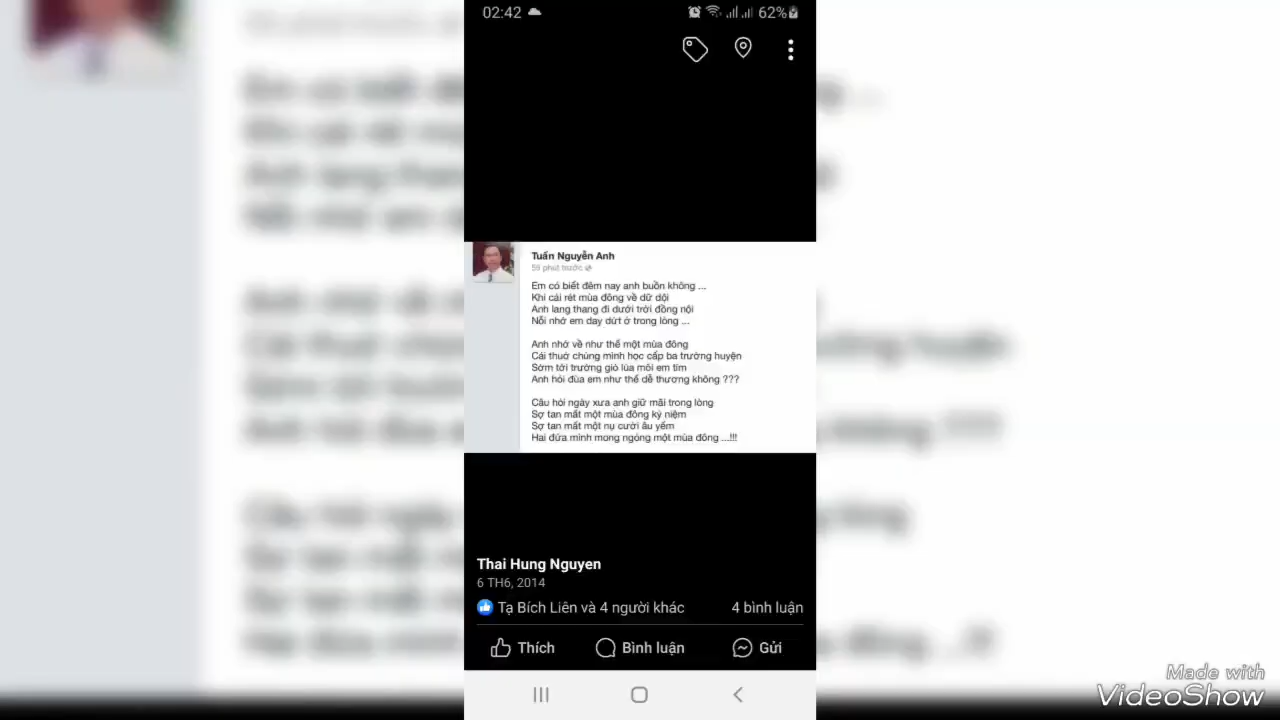 02:42
62%
Tuấn Nguyễn Anh
59 phút trước
Em có biết đêm nay anh buồn không ...
Khi cái rét mùa đông về dữ dội
Anh lang thang đi dưới trời đồng nội
Nỗi nhớ em day dứt ở trong lòng ...
Anh nhớ về như thế một mùa đông
Cái thuở chúng mình học cấp ba trường huyện
Sớm tới trường gió lùa môi em tím
Anh hỏi đùa em như thế dễ thương không ???
Câu hỏi ngày xưa anh giữ mãi trong lòng
Sợ tan mất một mùa đông kỷ niệm
Sợ tan mất một nụ cười âu yếm
Hai đứa mình mong ngóng một mùa đông ...!!!
Thai Hung Nguyen
6 TH6, 2014
Tạ Bích Liên và 4 người khác
4 bình luận
Thích
Bình luận
Gửi
Made with
VideoShow